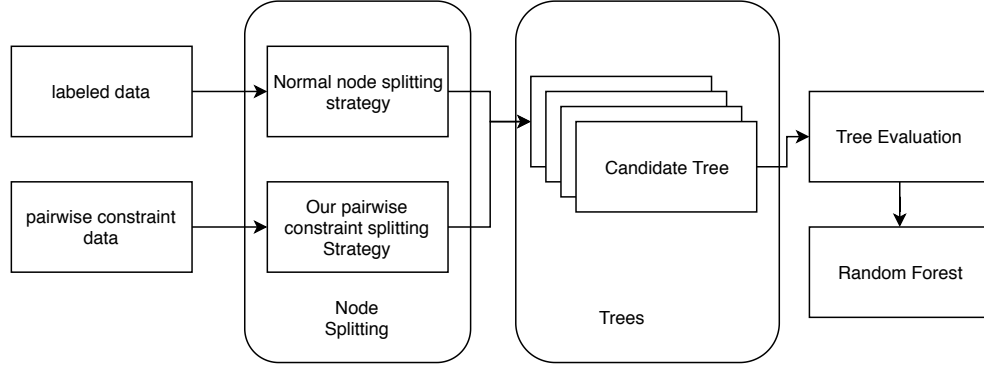 labeled data
Normal node splitting
strategy
pairwise constraint
data
Our pairwise
constraint splitting
Strategy
Node
Splitting
Candidate Tree
Trees
Tree Evaluation
Random Forest